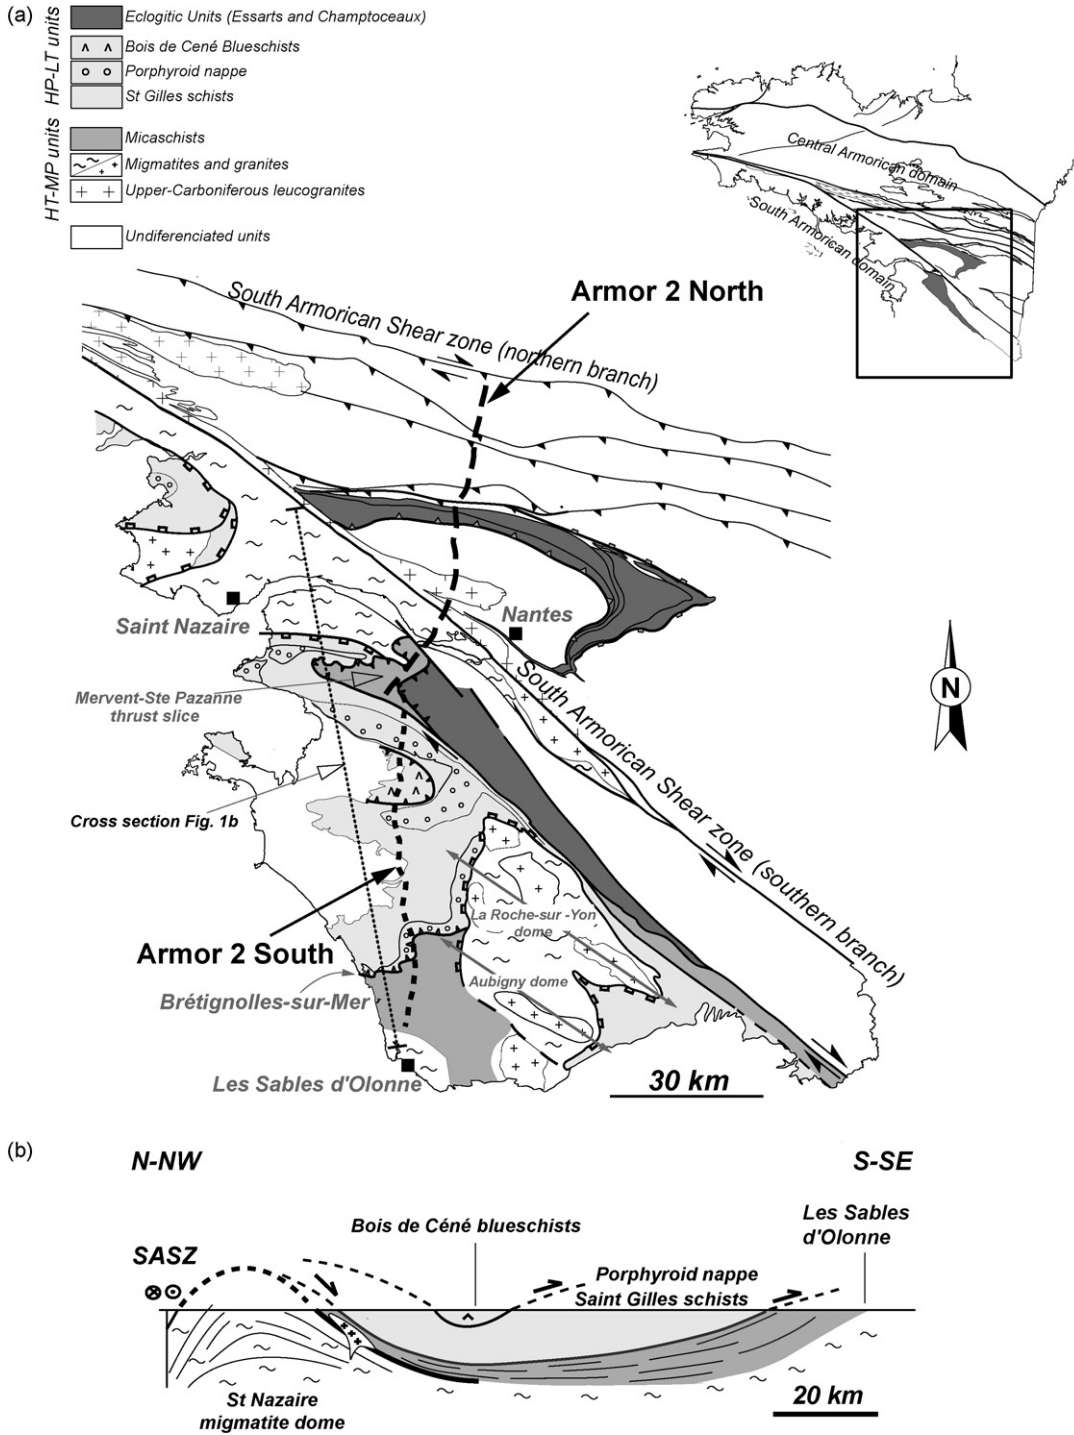 (a)
HP-LT units
Eclogitic Units (Essarts and Champtoceaux)
Bois de Cené Blueschists
Porphyroid nappe
St Gilles schists
HT-MP units
Micaschists
Migmatites and granites
Upper-Carboniferous leucogranites
Undiferenciated units
Central Armorican domain
South Armorican domain
South Armorican Shear zone (northern branch)
Armor 2 North
Saint Nazaire
Nantes
Mervent-Ste Pazanne
thrust slice
South Armorican Shear zone (southern branch)
N
Cross section Fig. 1b
La Roche-sur -Yon
dome
Armor 2 South
Aubigny dome
Brétignolles-sur-Mer
Les Sables d'Olonne
30 km
(b)
N-NW
S-SE
Les Sables
d'Olonne
Bois de Céné blueschists
SASZ
Porphyroid nappe
Saint Gilles schists
St Nazaire
migmatite dome
20 km